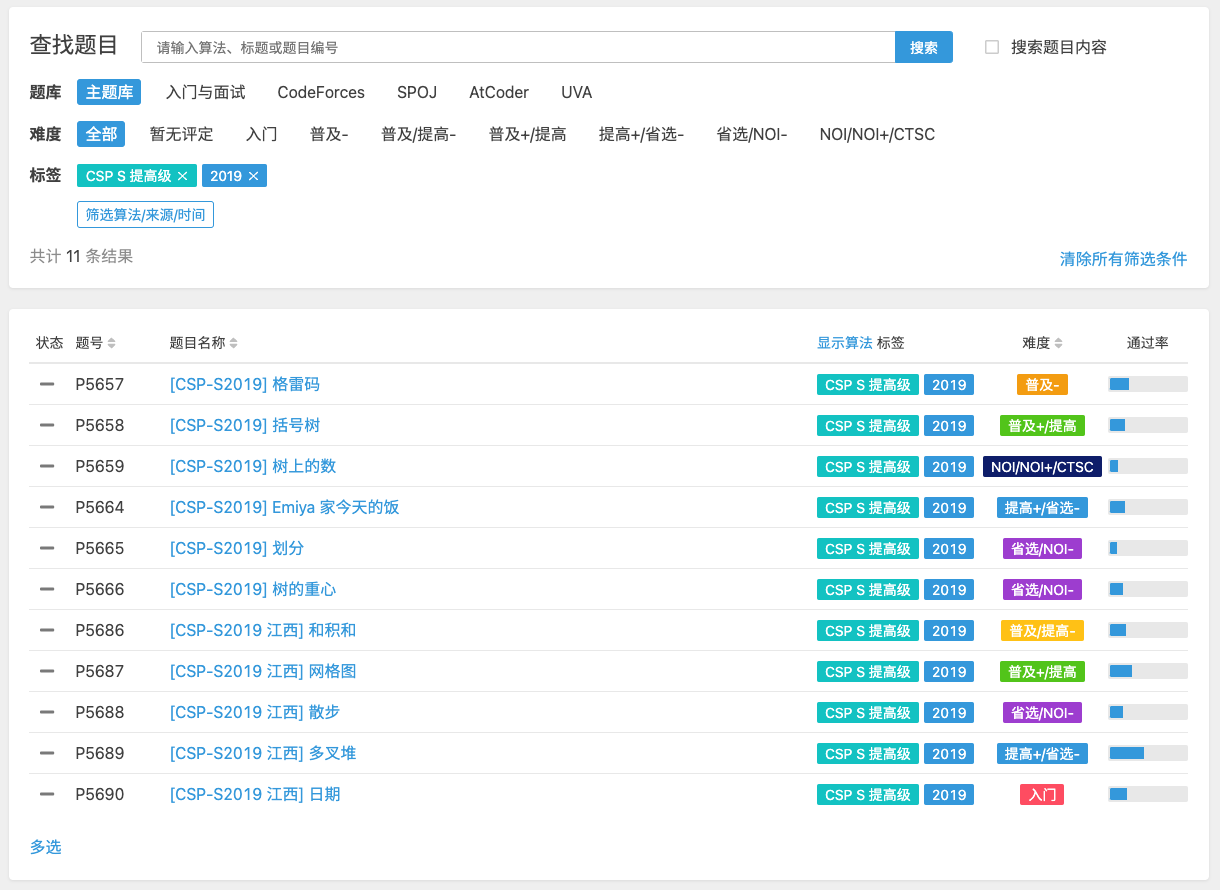 查找题目 请输入算法、标题或题目编号 搜索 搜索题目内容
题库 主题库 入门与面试 CodeForces SPOJ AtCoder UVA
难度 全部 暂无评定 入门 普及- 普及/提高- 普及+/提高 提高+/省选- 省选/NOI- NOI/NOI+/CTSC
标签 CSP S 提高级 × 2019 ×
筛选算法/来源/时间
共计 11 条结果 清除所有筛选条件
状态 题号 题目名称 显示算法 标签 难度 通过率
P5657 [CSP-S2019] 格雷码 CSP S 提高级 2019 普及-
P5658 [CSP-S2019] 括号树 CSP S 提高级 2019 普及+/提高
P5659 [CSP-S2019] 树上的数 CSP S 提高级 2019 NOI/NOI+/CTSC
P5664 [CSP-S2019] Emiya 家今天的饭 CSP S 提高级 2019 提高+/省选-
P5665 [CSP-S2019] 划分 CSP S 提高级 2019 省选/NOI-
P5666 [CSP-S2019] 树的重心 CSP S 提高级 2019 省选/NOI-
P5686 [CSP-S2019 江西] 和积和 CSP S 提高级 2019 普及/提高-
P5687 [CSP-S2019 江西] 网格图 CSP S 提高级 2019 普及+/提高
P5688 [CSP-S2019 江西] 散步 CSP S 提高级 2019 省选/NOI-
P5689 [CSP-S2019 江西] 多叉堆 CSP S 提高级 2019 提高+/省选-
P5690 [CSP-S2019 江西] 日期 CSP S 提高级 2019 入门
多选